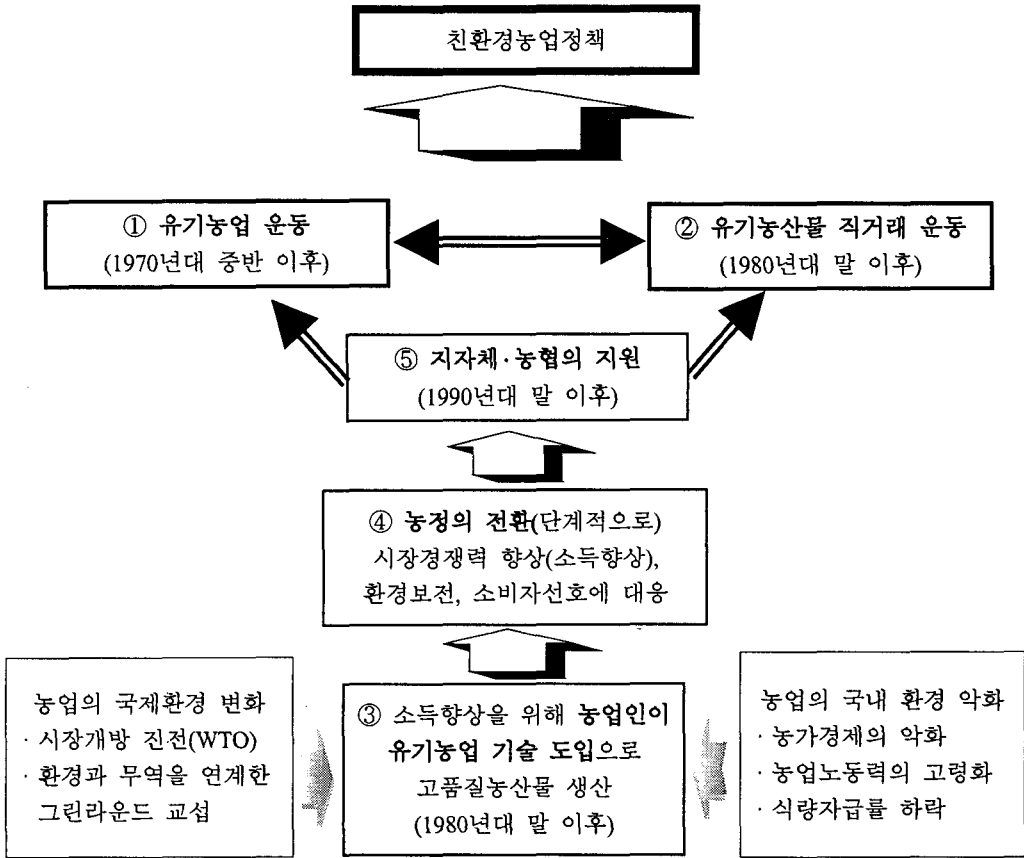 친환경농업정책
① 유기농업 운동
(1970년대 중반 이후)
② 유기농산물 직거래 운동
(1980년대 말 이후)
⑤ 지자체·농협의 지원
(1990년대 말 이후)
④ 농정의 전환(단계적으로)
시장경쟁력 향상(소득향상),
환경보전, 소비자선호에 대응
농업의 국제환경 변화
· 시장개방 진전(WTO)
· 환경과 무역을 연계한
그린라운드 교섭
③ 소득향상을 위해 농업인이
유기농업 기술 도입으로
고품질농산물 생산
(1980년대 말 이후)
농업의 국내 환경 악화
· 농가경제의 악화
· 농업노동력의 고령화
· 식량자급률 하락